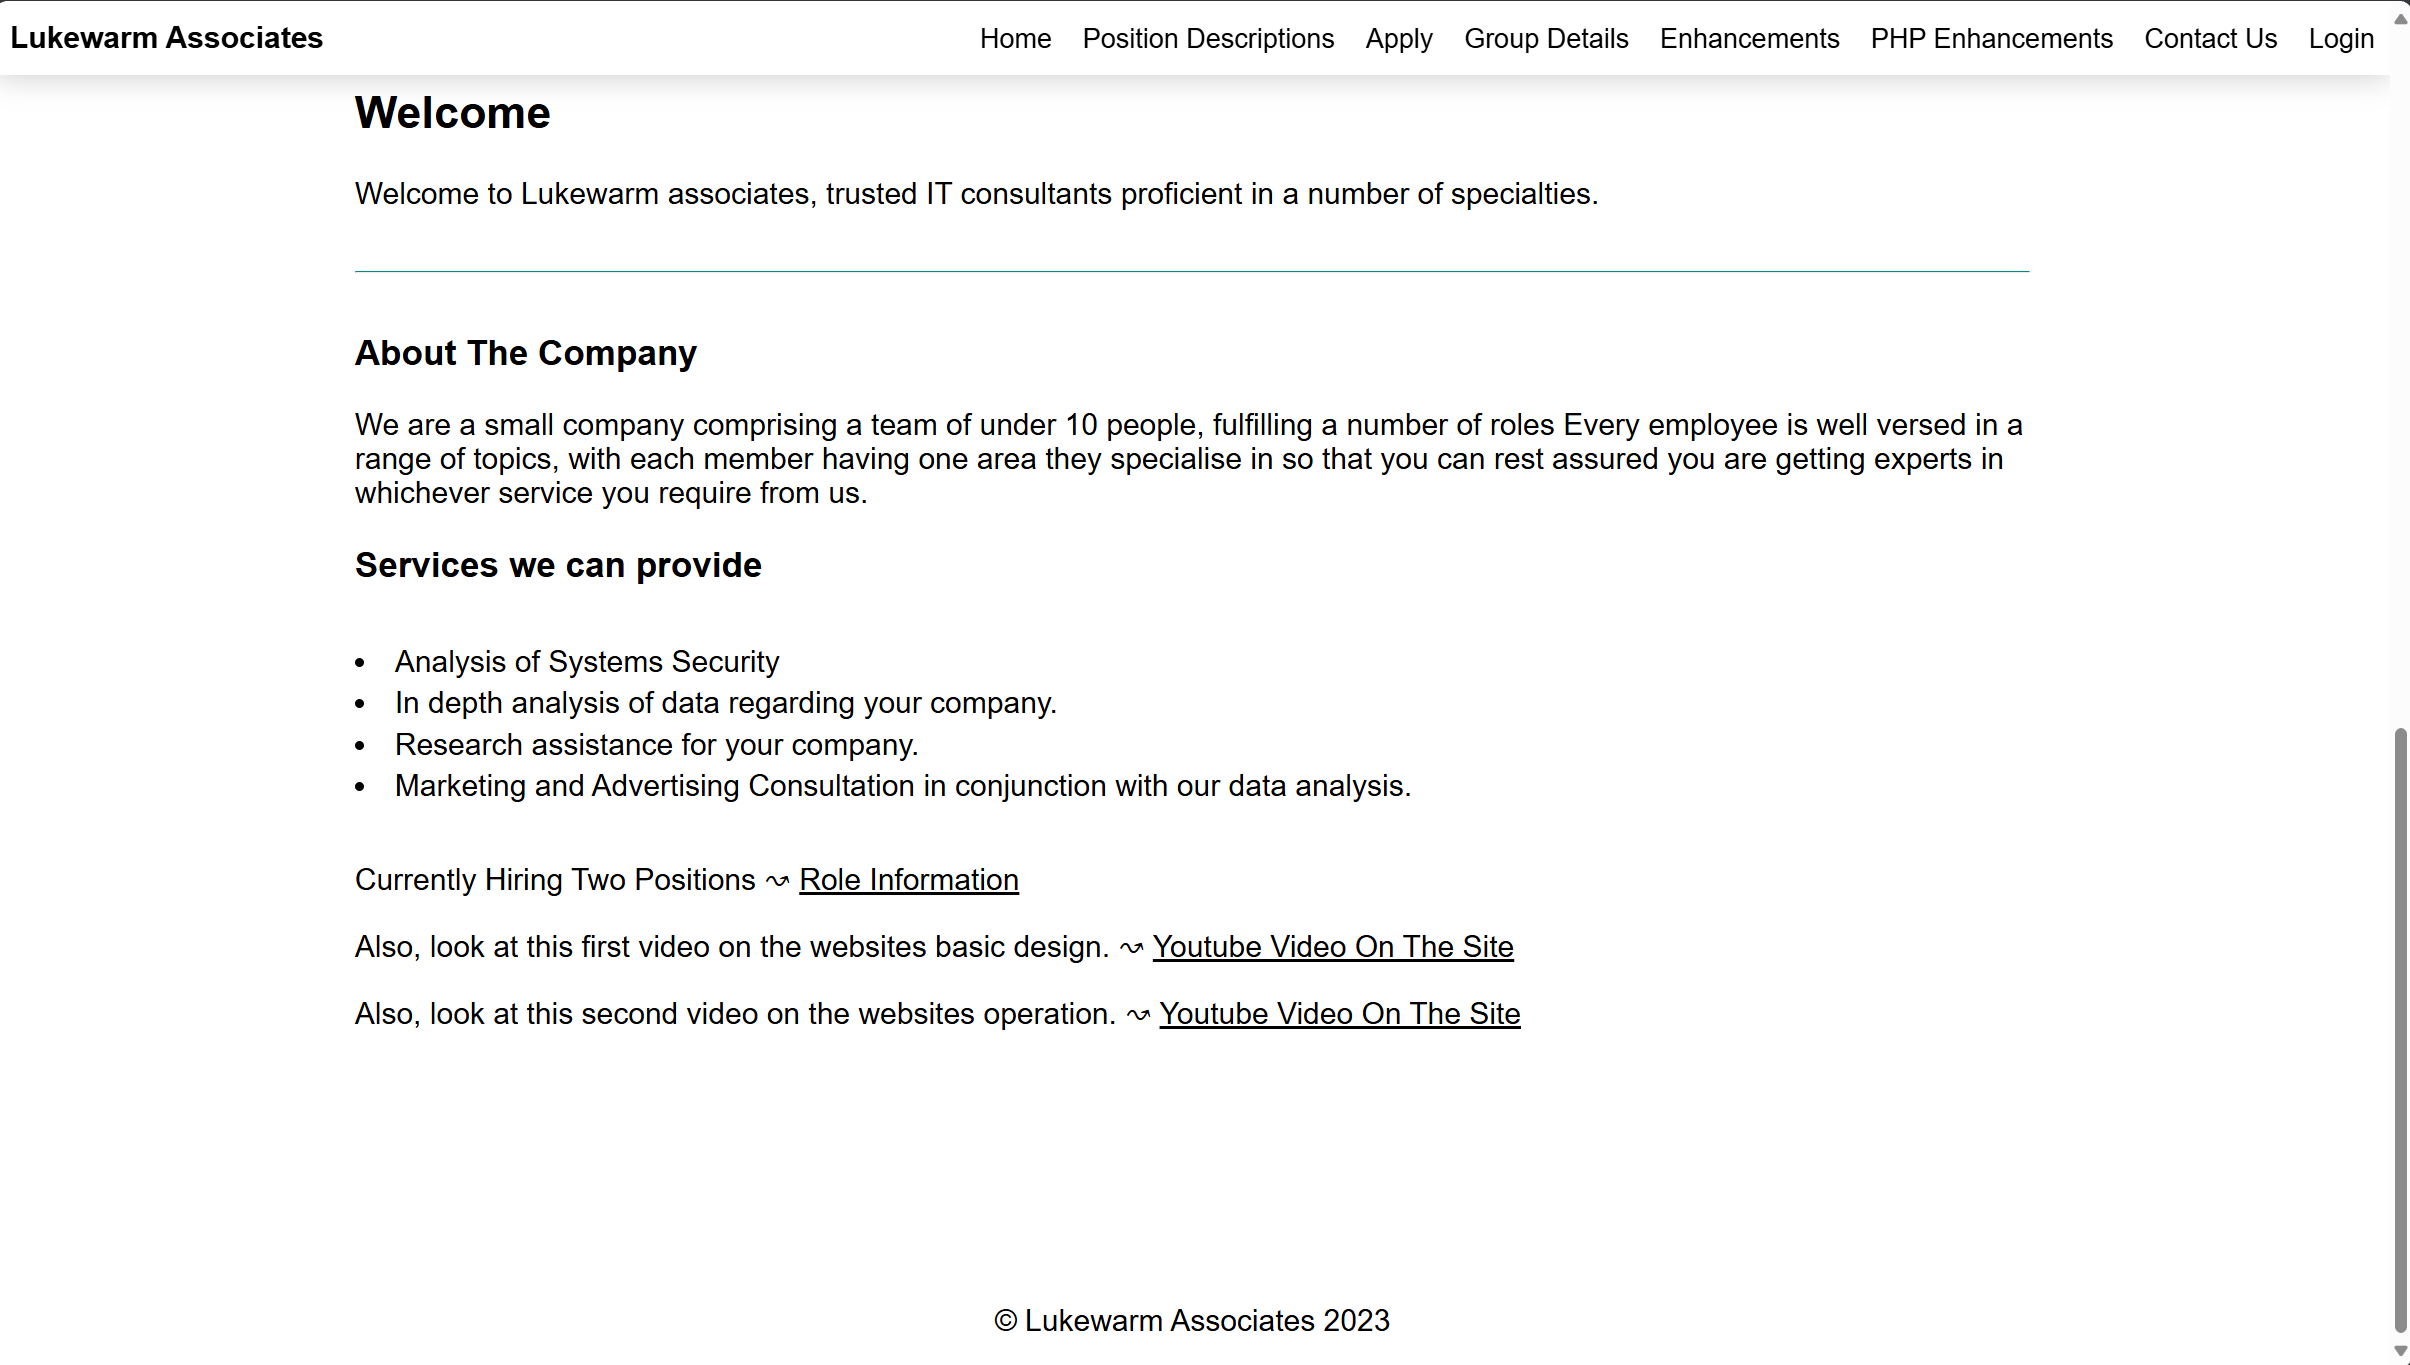 Lukewarm Associates
Home Position Descriptions Apply Group Details Enhancements PHP Enhancements Contact Us Login
Welcome
Welcome to Lukewarm associates, trusted IT consultants proficient in a number of specialties.
About The Company
We are a small company comprising a team of under 10 people, fulfilling a number of roles Every employee is well versed in a
range of topics, with each member having one area they specialise in so that you can rest assured you are getting experts in
whichever service you require from us.
Services we can provide
• Analysis of Systems Security
• In depth analysis of data regarding your company.
• Research assistance for your company.
• Marketing and Advertising Consultation in conjunction with our data analysis.
Currently Hiring Two Positions ↝ Role Information
Also, look at this first video on the websites basic design. ↝ Youtube Video On The Site
Also, look at this second video on the websites operation. ↝ Youtube Video On The Site
© Lukewarm Associates 2023